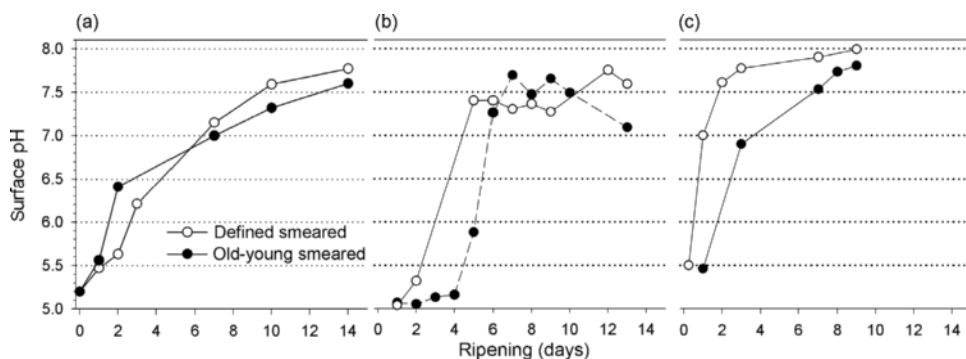 (a) (b) (c)
8.0
7.5
7.0
6.5
6.0
5.5
5.0
Surface pH
Defined smeared
Old-young smeared
0 2 4 6 8 10 12 14 0 2 4 6 8 10 12 14 0 2 4 6 8 10 12 14
Ripening (days)